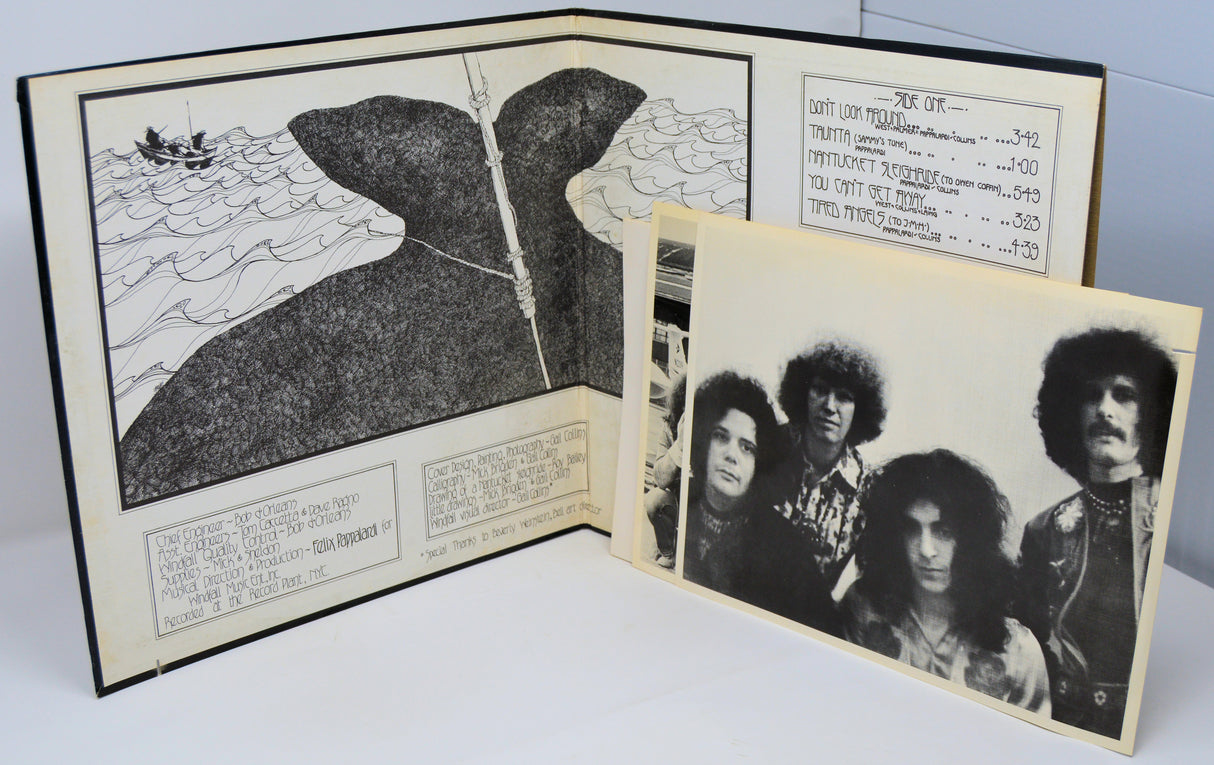 SIDE ONE
DON'T LOOK AROUND... 3·42
WEST·PALMER·PAPPALARDI·COLLINS
TAUNTA (SAMMY'S TUNE) ...1·00
PAPPALARDI
NANTUCKET SLEIGHRIDE (TO OWEN COFFIN)... 5·49
PAPPALARDI·COLLINS
YOU CAN'T GET AWAY... 3·23
WEST·COLLINS·LAING
TIRED ANGELS (TO J·M·H·) ...4·39
PAPPALARDI·COLLINS
Chief Engineer ~ Bob d'Orleans
Asst. Engineer ~ Tom Carcetta & Dave Ragno
Windfall Quality Control ~ Bob d'Orleans
Supplies ~ Mick & Sheldon
Musical Direction & Production ~ Felix Pappalardi for
Windfall Music Ent. Inc.
Recorded at the Record Plant, NYC
Cover Design, Painting, Photography ~ Gail Collins
Caligraphy ~ Mick Brigden & Gail Collins
Drawing of a Nantucket Sleighride ~ Roy Bailey
little drawings ~ Mick Brigden & Gail Collins
Windfall visual director ~ Gail Collins*
*Special Thanks to Beverly Weinstein, Bell art director